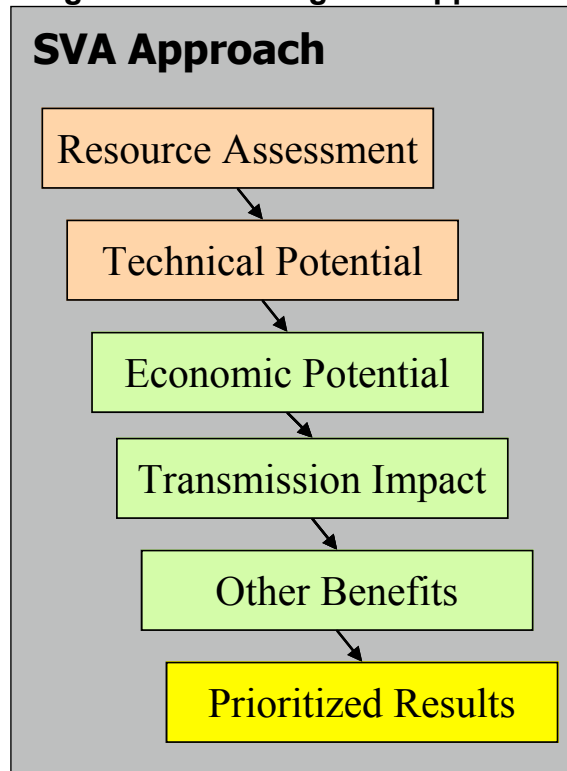 SVA Approach
Resource Assessment
Technical Potential
Economic Potential
Transmission Impact
Other Benefits
Prioritized Results